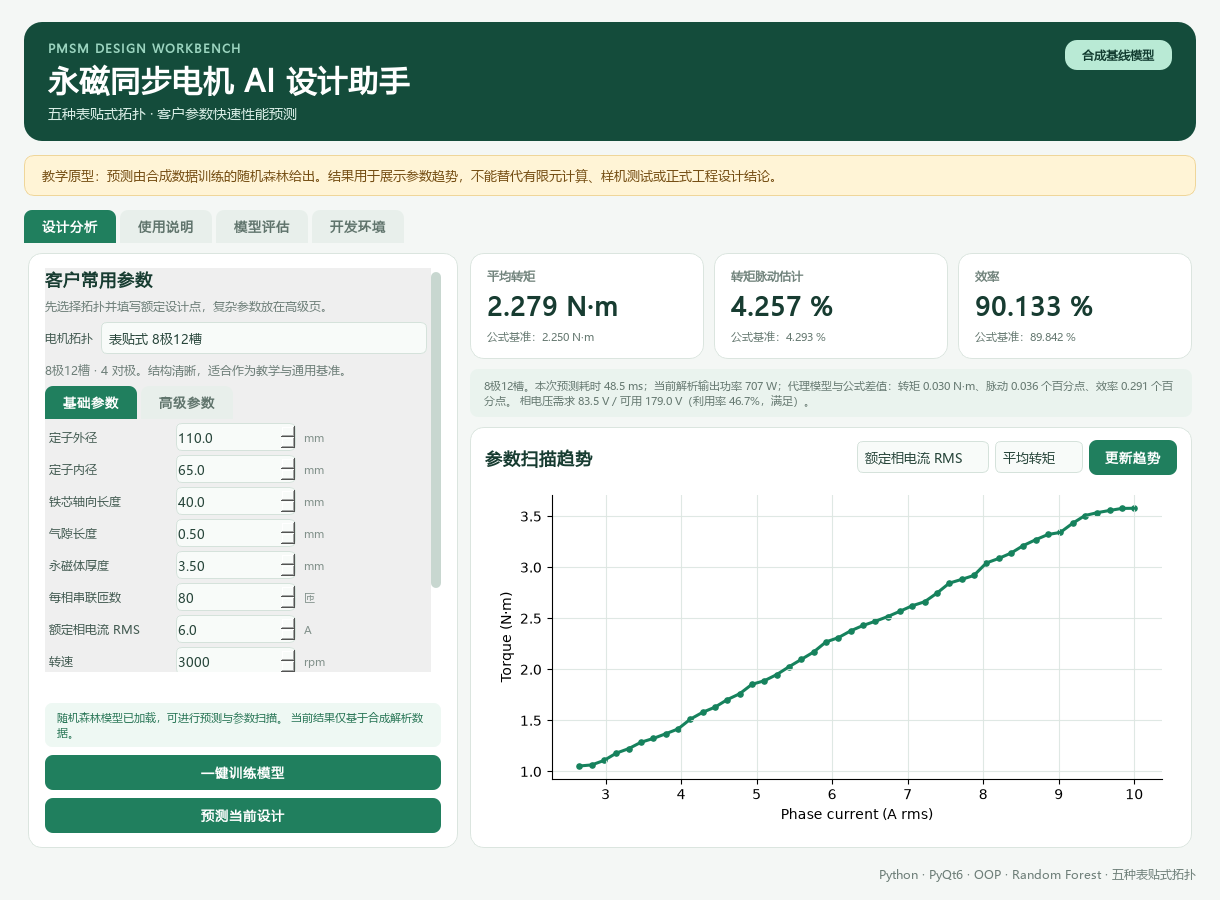 PMSM DESIGN WORKBENCH
永磁同步电机 AI 设计助手
五种表贴式拓扑 · 客户参数快速性能预测
合成基线模型
教学原型：预测由合成数据训练的随机森林给出。结果用于展示参数趋势，不能替代有限元计算、样机测试或正式工程设计结论。
设计分析
使用说明
模型评估
开发环境
客户常用参数
先选择拓扑并填写额定设计点，复杂参数放在高级页。
电机拓扑 表贴式 8极12槽
8极12槽 · 4 对极。结构清晰，适合作为教学与通用基准。
基础参数
高级参数
定子外径 110.0 mm
定子内径 65.0 mm
铁芯轴向长度 40.0 mm
气隙长度 0.50 mm
永磁体厚度 3.50 mm
每相串联匝数 80 匝
额定相电流 RMS 6.0 A
转速 3000 rpm
随机森林模型已加载，可进行预测与参数扫描。 当前结果仅基于合成解析数
据。
一键训练模型
预测当前设计
平均转矩
2.279 N·m
公式基准：2.250 N·m
转矩脉动估计
4.257 %
公式基准：4.293 %
效率
90.133 %
公式基准：89.842 %
8极12槽。本次预测耗时 48.5 ms；当前解析输出功率 707 W；代理模型与公式差值：转矩 0.030 N·m、脉动 0.036 个百分点、效率 0.291 个百
分点。 相电压需求 83.5 V / 可用 179.0 V（利用率 46.7%，满足）。
参数扫描趋势
额定相电流 RMS
平均转矩
更新趋势
Torque (N·m)
3.5
3.0
2.5
2.0
1.5
1.0
3 4 5 6 7 8 9 10
Phase current (A rms)
Python · PyQt6 · OOP · Random Forest · 五种表贴式拓扑